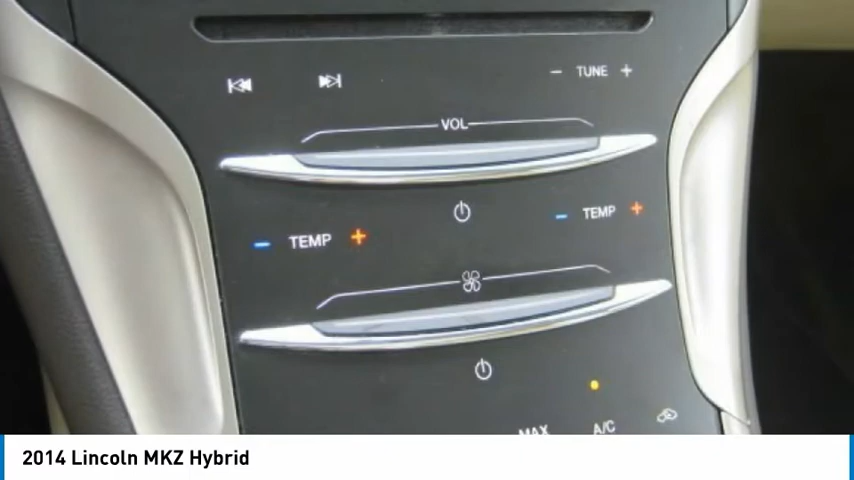 − TUNE +
VOL
− TEMP +
− TEMP +
MAX
A/C
2014 Lincoln MKZ Hybrid